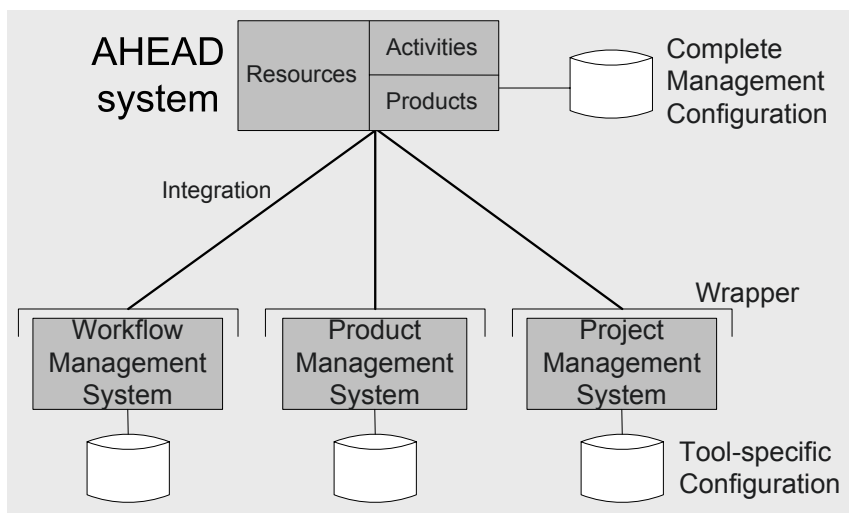 AHEAD
system
Resources
Activities
Products
Complete
Management
Configuration
Integration
Wrapper
Workflow
Management
System
Product
Management
System
Project
Management
System
Tool-specific
Configuration